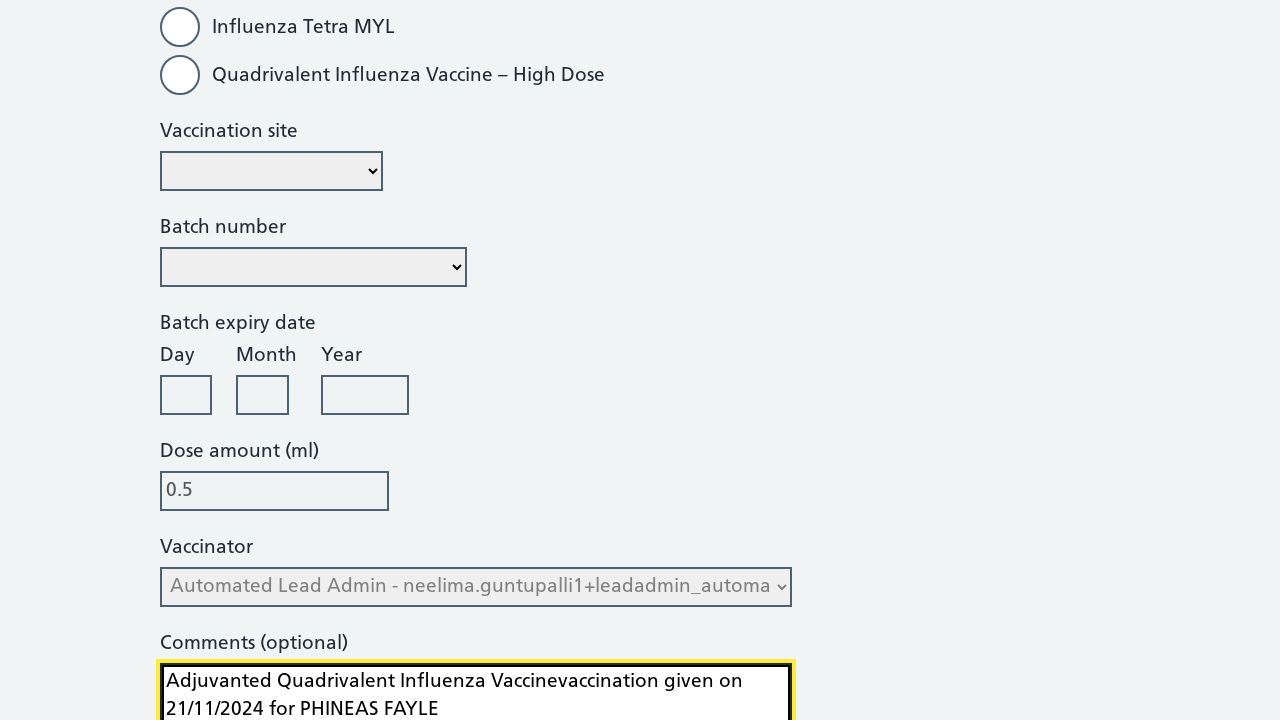 Influenza Tetra MYL
Quadrivalent Influenza Vaccine – High Dose
Vaccination site
Batch number
Batch expiry date
Day Month Year
Dose amount (ml)
0.5
Vaccinator
Automated Lead Admin - neelima.guntupalli1+leadadmin_automa
Comments (optional)
Adjuvanted Quadrivalent Influenza Vaccinevaccination given on
21/11/2024 for PHINEAS FAYLE